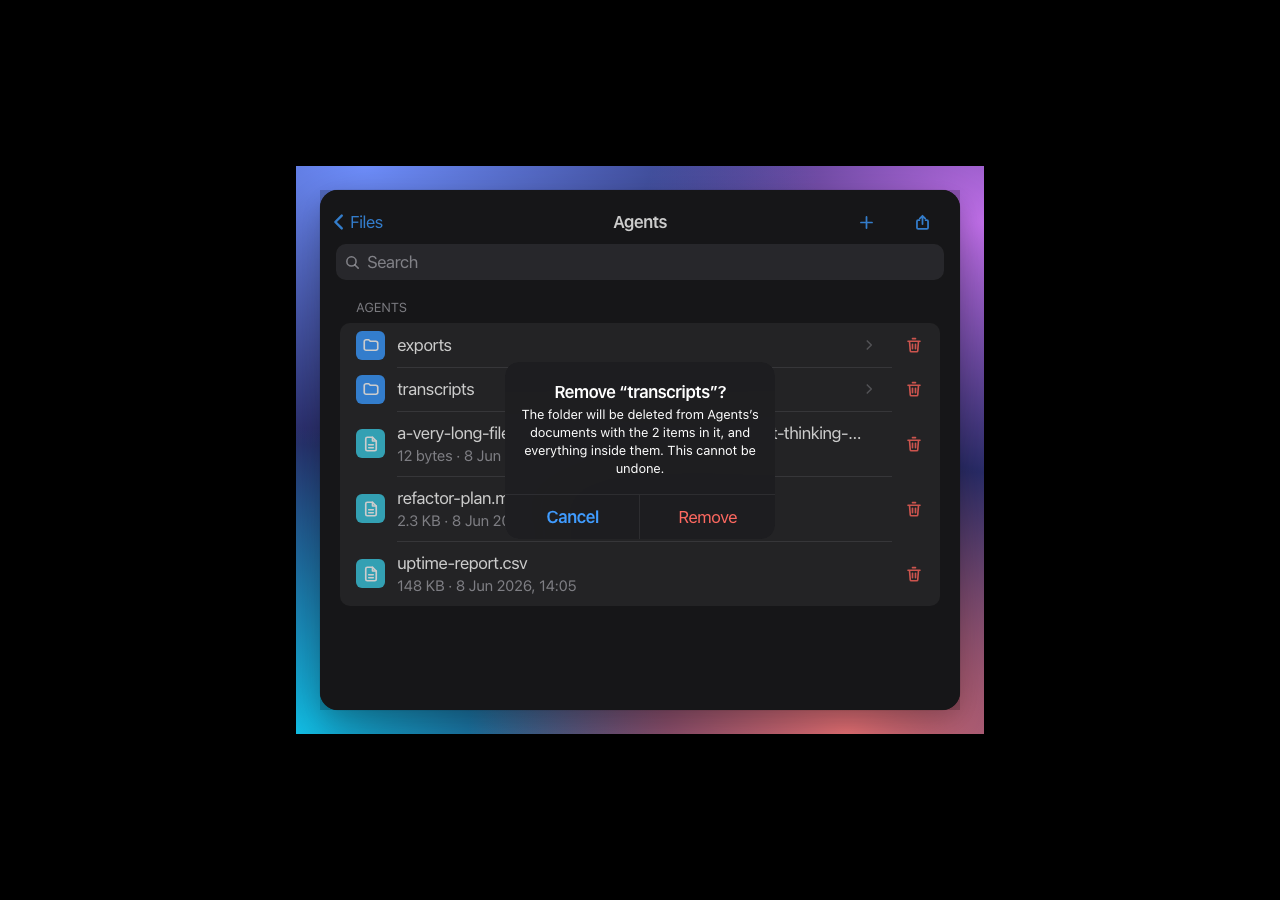 Files
Agents
Search
AGENTS
exports
transcripts
a-very-long-file
t-thinking-...
12 bytes · 8 Jun
refactor-plan.m
2.3 KB · 8 Jun 20
uptime-report.csv
148 KB · 8 Jun 2026, 14:05
Remove “transcripts”?
The folder will be deleted from Agents’s
documents with the 2 items in it, and
everything inside them. This cannot be
undone.
Cancel
Remove